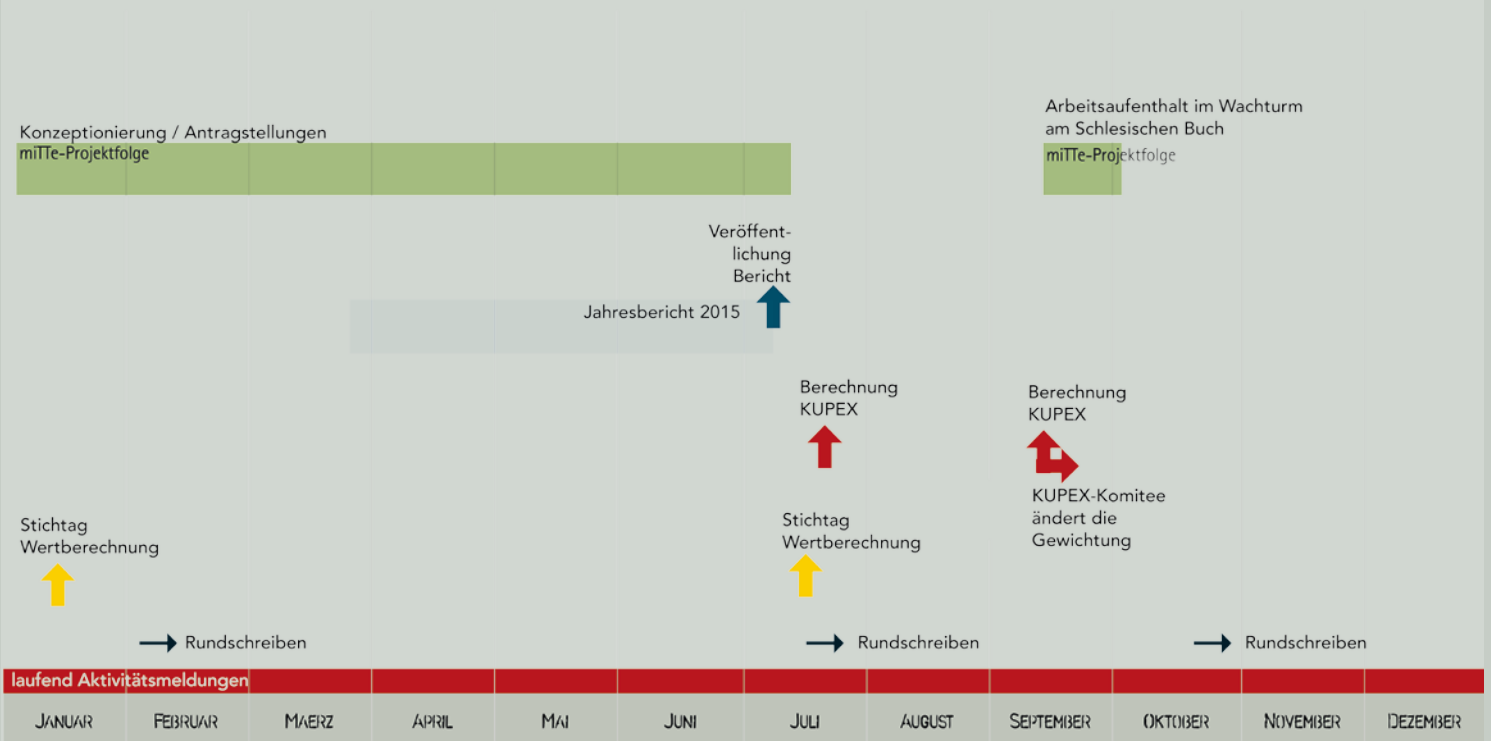 Konzeptionierung / Antragstellungen
miTTe-Projektfolge
Arbeitsaufenthalt im Wachturm
am Schlesischen Buch
miTTe-Projektfolge
Veröffent-
lichung
Bericht
Jahresbericht 2015
Berechnung
KUPEX
Berechnung
KUPEX
KUPEX-Komitee
ändert die
Gewichtung
Stichtag
Wertberechnung
Stichtag
Wertberechnung
Rundschreiben
Rundschreiben
Rundschreiben
laufend Aktivitätsmeldungen
JANUAR FEBRUAR MAERZ APRIL MAI JUNI JULI AUGUST SEPTEMBER OKTOBER NOVEMBER DEZEMBER